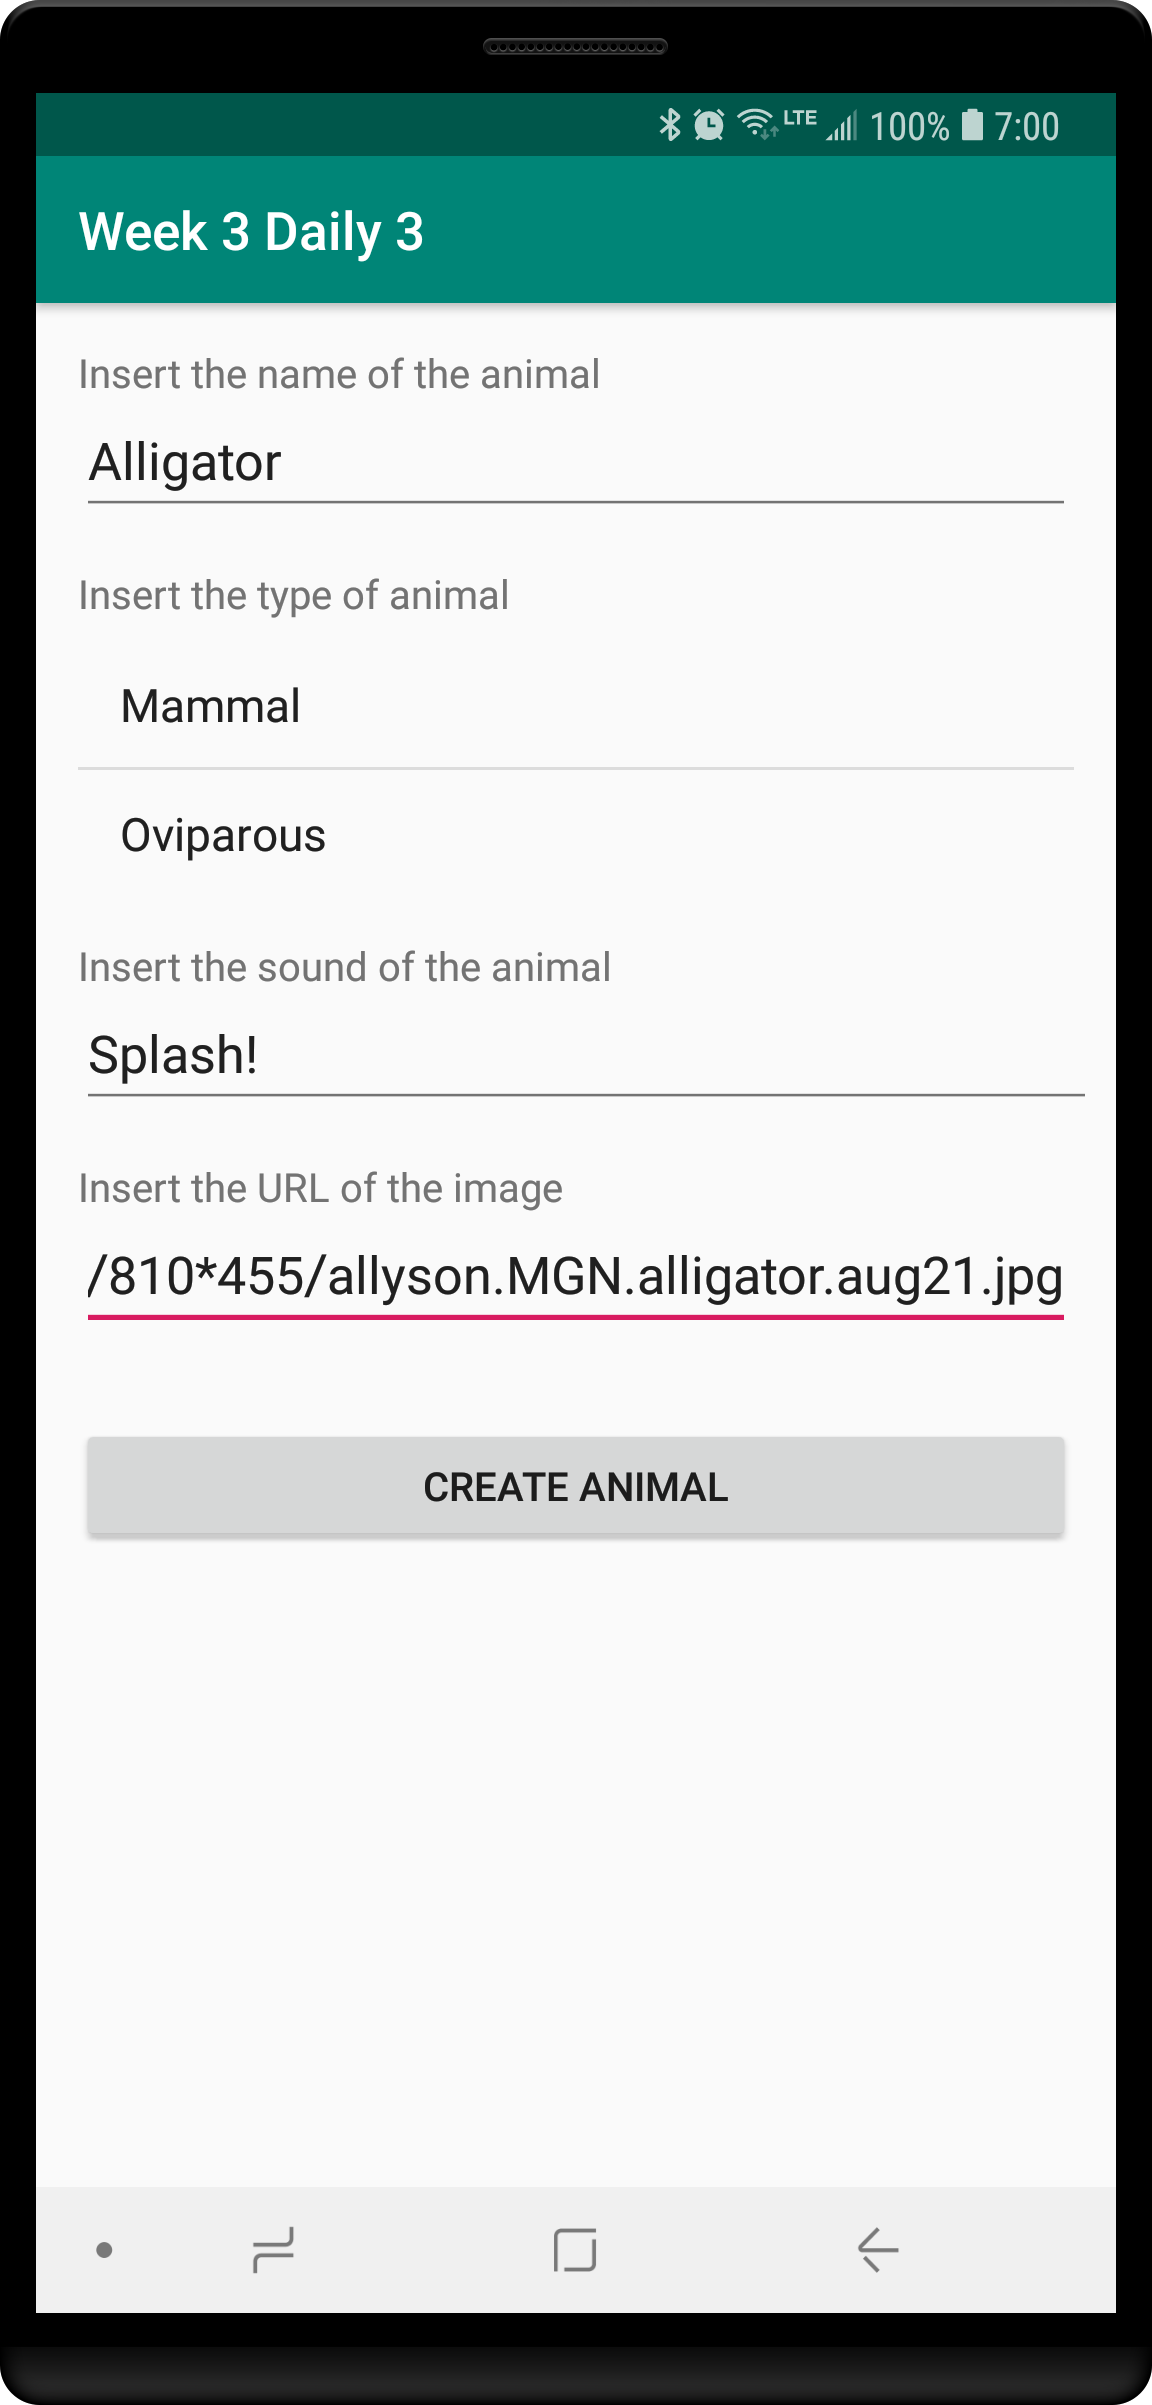 LTE 100% 7:00
Week 3 Daily 3
Insert the name of the animal
Alligator
Insert the type of animal
Mammal
Oviparous
Insert the sound of the animal
Splash!
Insert the URL of the image
/810*455/allyson.MGN.alligator.aug21.jpg
CREATE ANIMAL